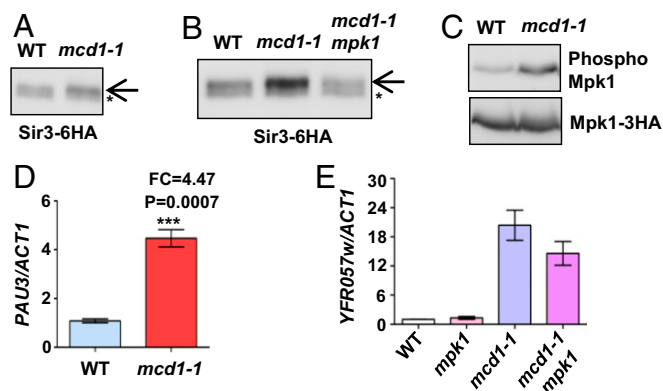 A
WT mcd1-1
*
Sir3-6HA
B
WT mcd1-1 mcd1-1 mpk1
*
Sir3-6HA
C
WT mcd1-1
Phospho
Mpk1
Mpk1-3HA
D
FC=4.47
P=0.0007
***
PAU3/ACT1
6
4
2
0
WT mcd1-1
E
YFR057w/ACT1
30
24
18
12
6
0
WT
mpk1
mcd1-1
mcd1-1
mpk1